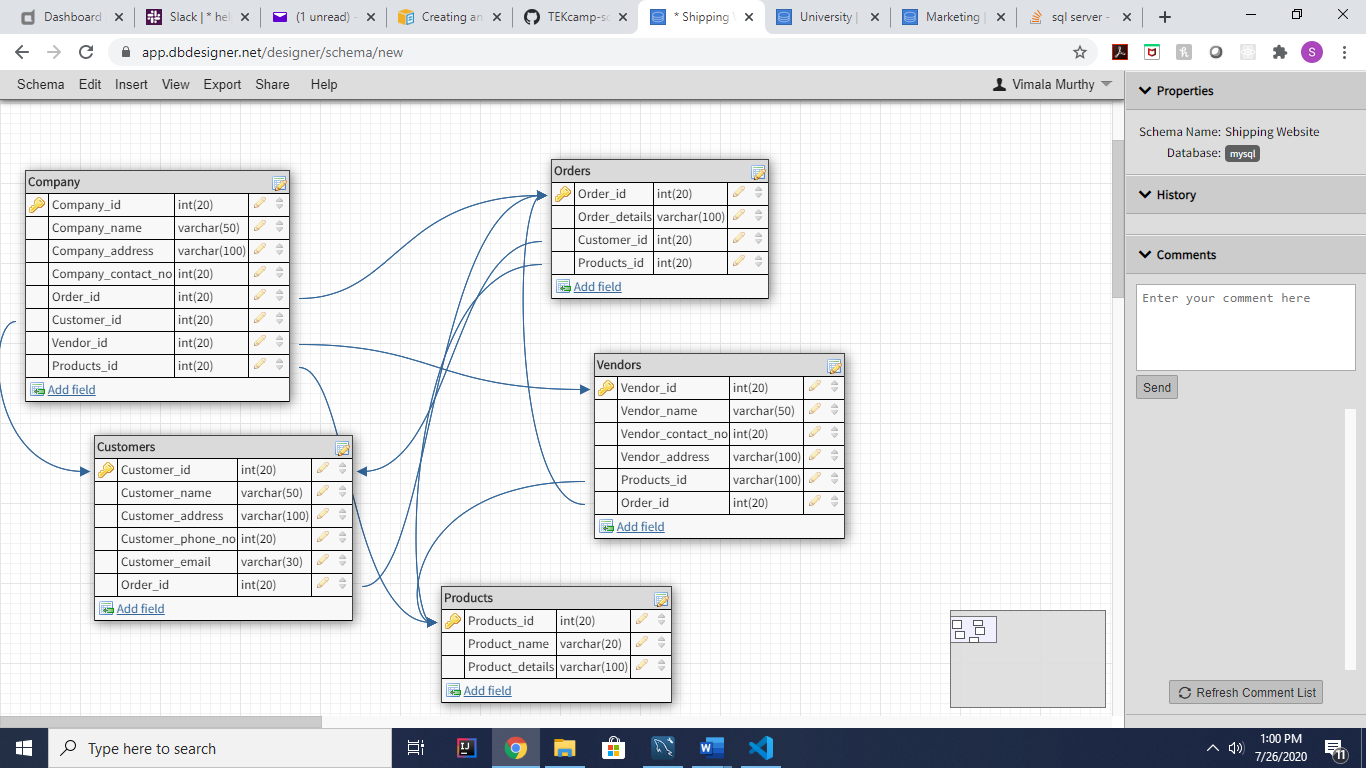 Dashboard
Slack | * hel
(1 unread) -
Creating an
TEKcamp-so
* Shipping W
University |
Marketing |
sql server -
app.dbdesigner.net/designer/schema/new
S
Schema Edit Insert View Export Share Help
Vimala Murthy
Properties
Schema Name: Shipping Website
Database: mysql
History
Comments
Enter your comment here
Send
Refresh Comment List
Company
Company_id int(20)
Company_name varchar(50)
Company_address varchar(100)
Company_contact_no int(20)
Order_id int(20)
Customer_id int(20)
Vendor_id int(20)
Products_id int(20)
Add field
Orders
Order_id int(20)
Order_details varchar(100)
Customer_id int(20)
Products_id int(20)
Add field
Vendors
Vendor_id int(20)
Vendor_name varchar(50)
Vendor_contact_no int(20)
Vendor_address varchar(100)
Products_id varchar(100)
Order_id int(20)
Add field
Customers
Customer_id int(20)
Customer_name varchar(50)
Customer_address varchar(100)
Customer_phone_no int(20)
Customer_email varchar(30)
Order_id int(20)
Add field
Products
Products_id int(20)
Product_name varchar(20)
Product_details varchar(100)
Add field
Type here to search
1:00 PM
7/26/2020
11